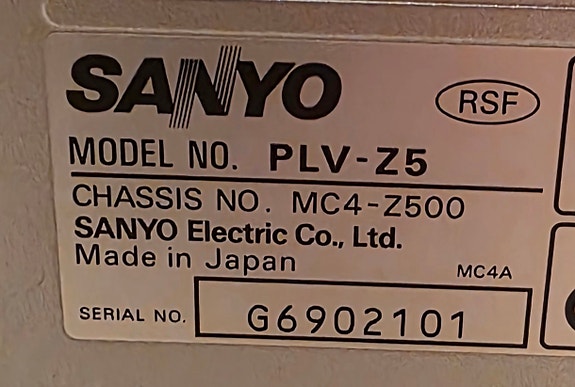 SANYO RSF
MODEL NO. PLV-Z5
CHASSIS NO. MC4-Z500
SANYO Electric Co., Ltd.
Made in Japan MC4A
SERIAL NO. G6902101